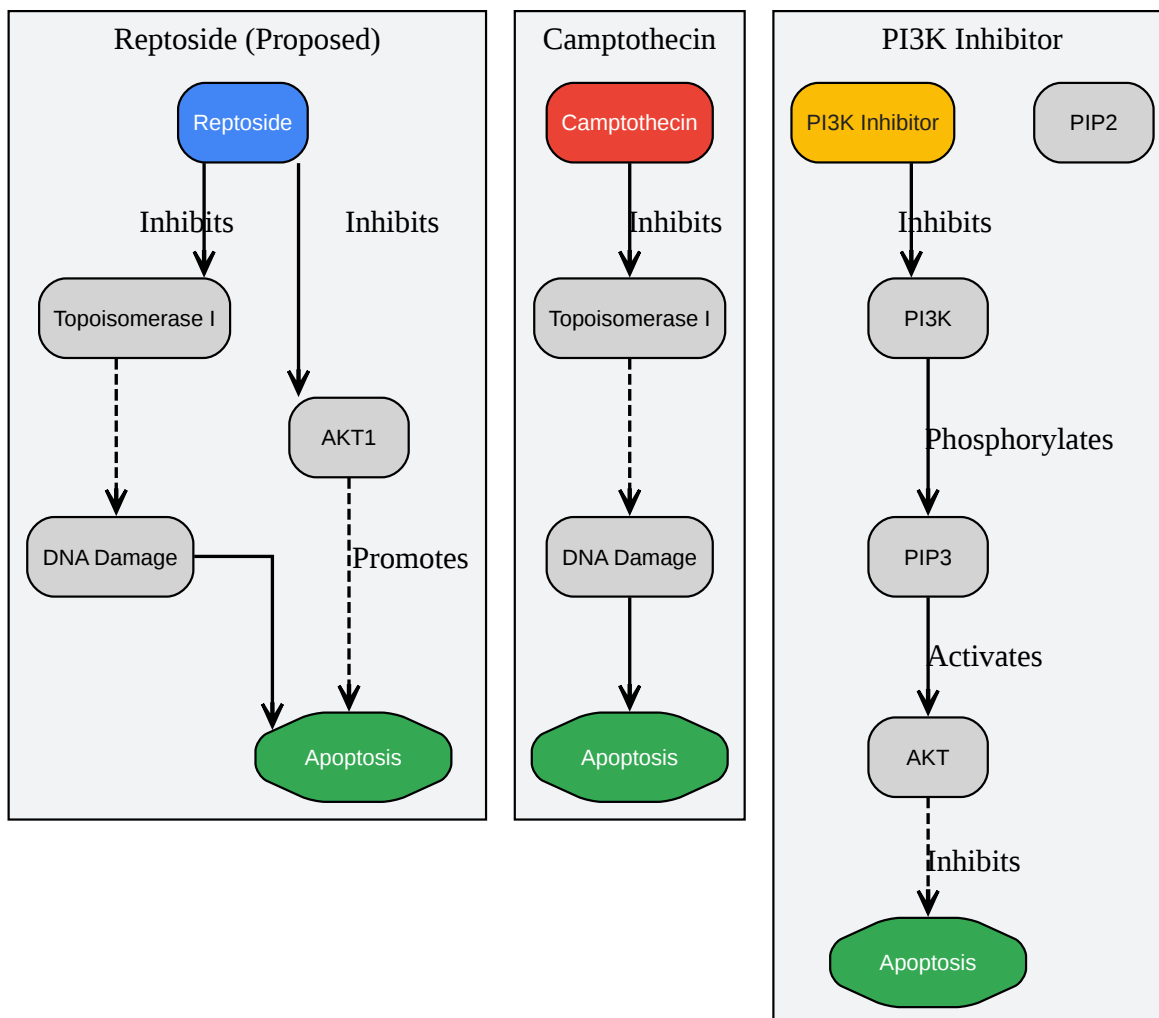 Reptoside (Proposed)
Reptoside
Inhibits
Inhibits
Topoisomerase I
AKT1
DNA Damage
Promotes
Apoptosis
Camptothecin
Camptothecin
Inhibits
Topoisomerase I
DNA Damage
Apoptosis
PI3K Inhibitor
PI3K Inhibitor
PIP2
Inhibits
PI3K
Phosphorylates
PIP3
Activates
AKT
Inhibits
Apoptosis